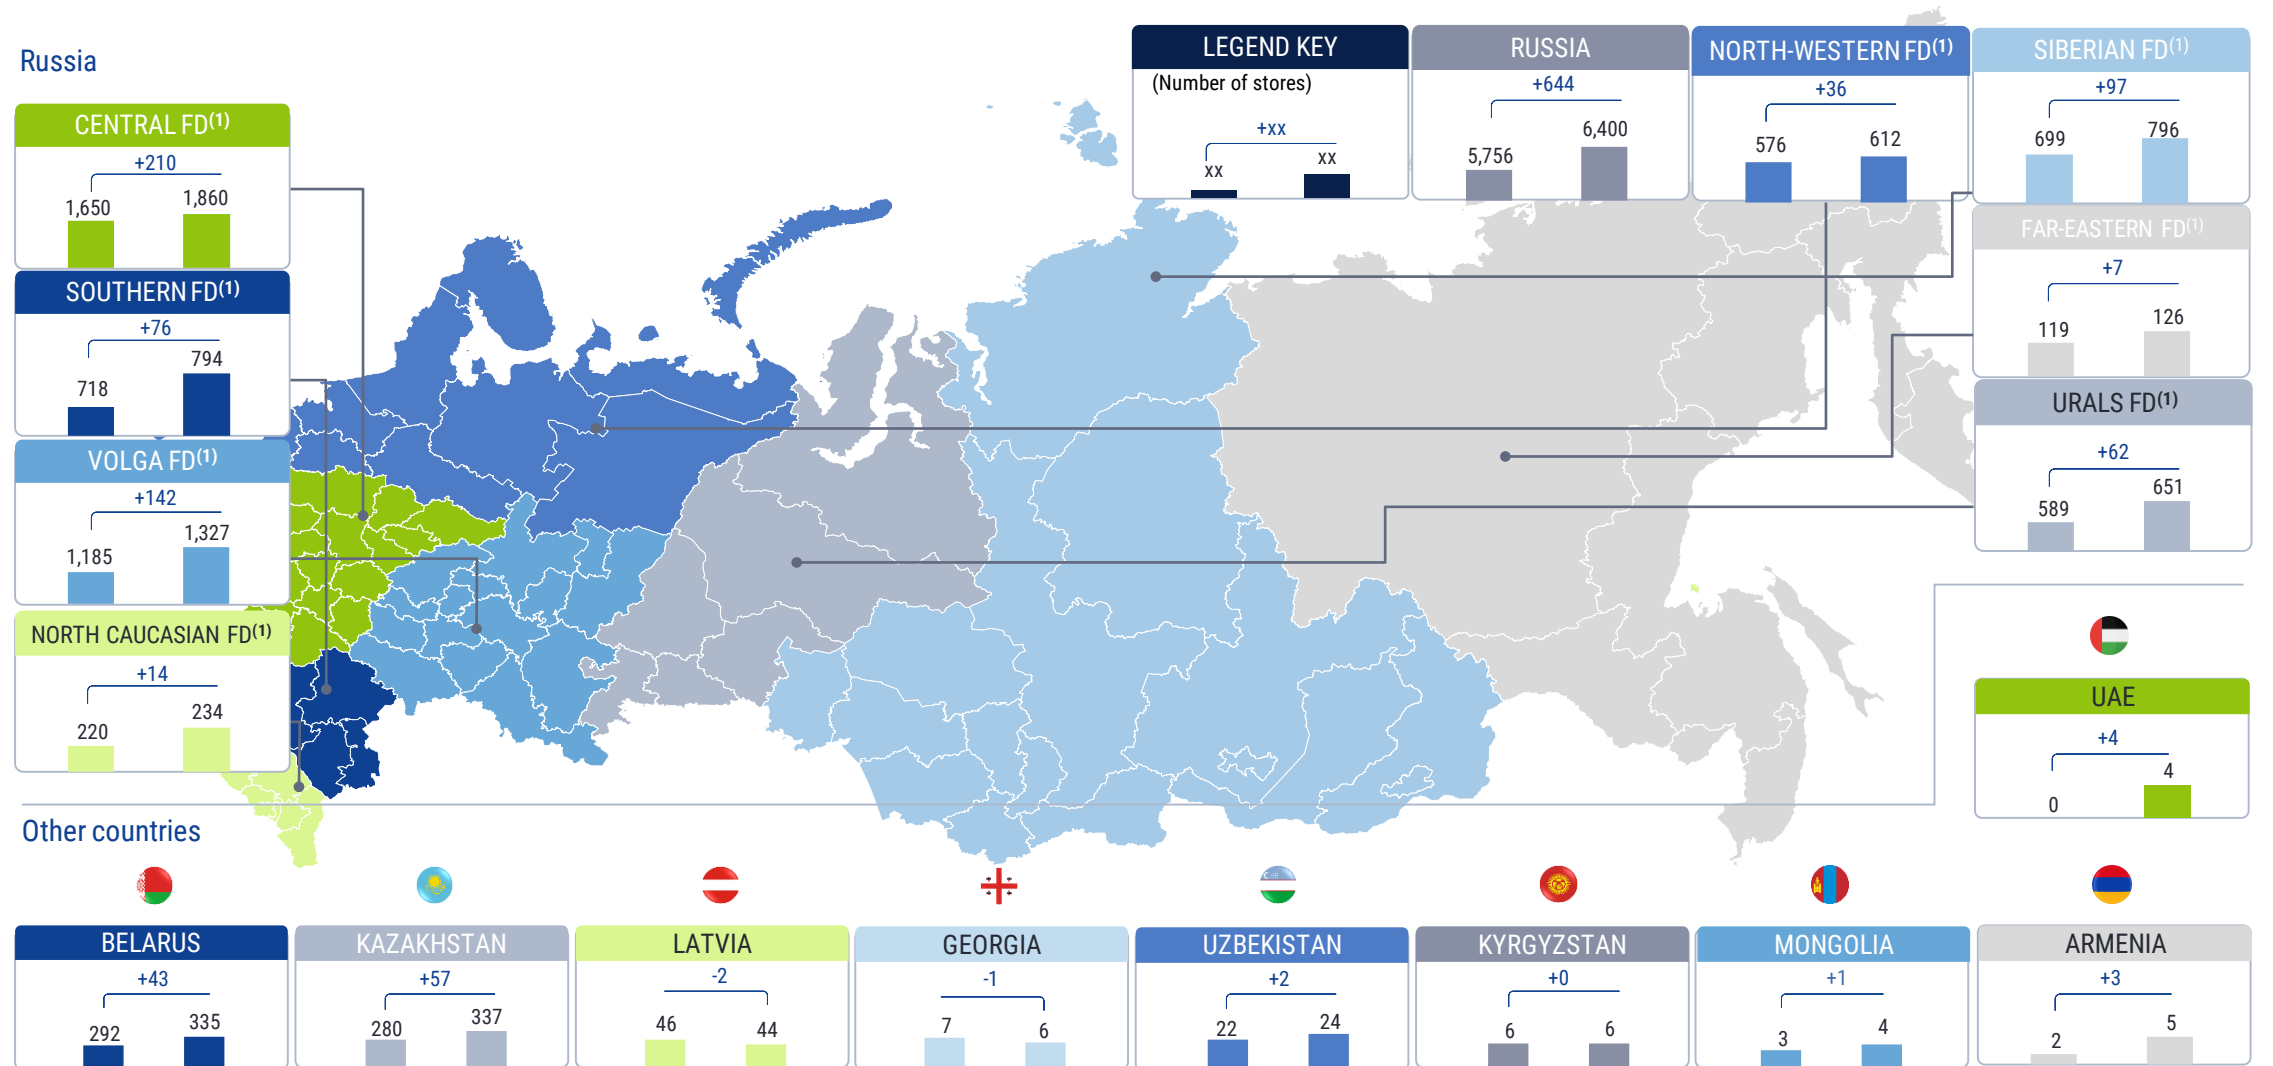 Russia
LEGEND KEY
(Number of stores)
+xx
xx
xx
RUSSIA
+644
5,756
6,400
NORTH-WESTERN FD(1)
+36
576
612
SIBERIAN FD(1)
+97
699
796
CENTRAL FD(1)
+210
1,650
1,860
FAR-EASTERN FD(1)
+7
119
126
SOUTHERN FD(1)
+76
718
794
URALS FD(1)
+62
589
651
VOLGA FD(1)
+142
1,185
1,327
NORTH CAUCASIAN FD(1)
+14
220
234
UAE
+4
0
4
Other countries
BELARUS
+43
292
335
KAZAKHSTAN
+57
280
337
LATVIA
-2
46
44
GEORGIA
-1
7
6
UZBEKISTAN
+2
22
24
KYRGYZSTAN
+0
6
6
MONGOLIA
+1
3
4
ARMENIA
+3
2
5